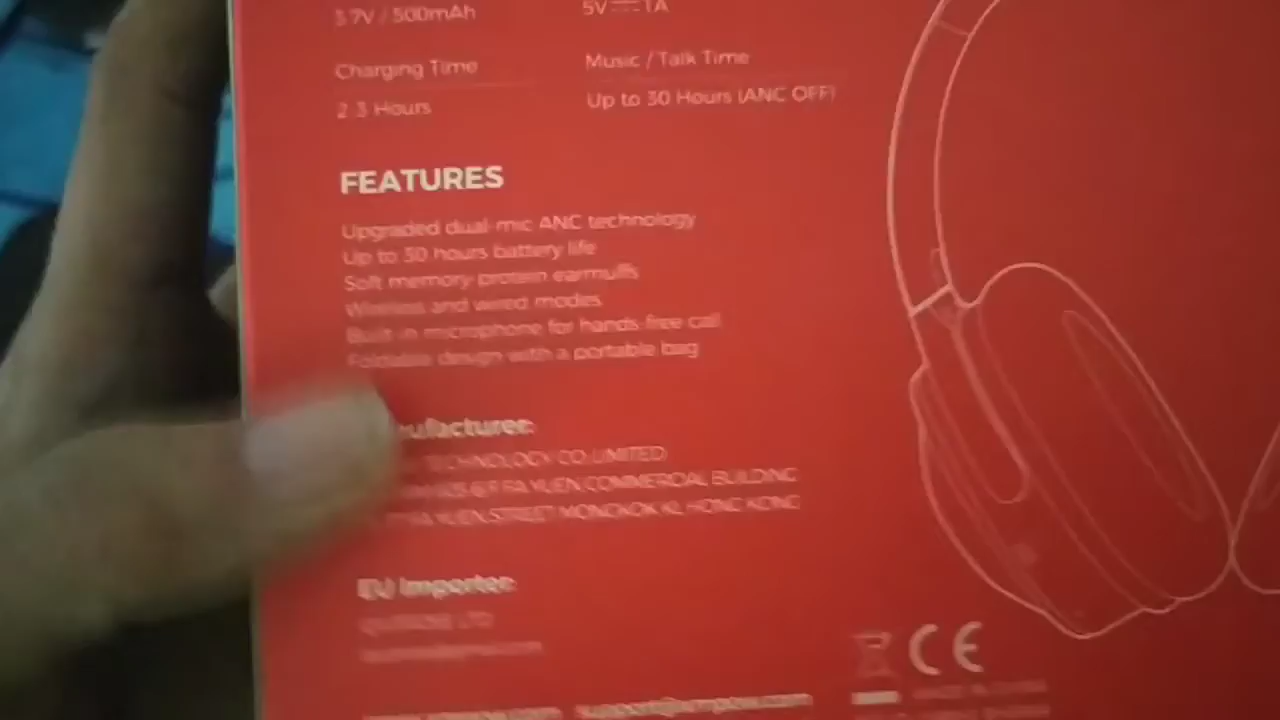 3.7V / 500mAh
5V⎓1A
Charging Time
Music / Talk Time
2-3 Hours
Up to 30 Hours (ANC OFF)
FEATURES
Upgraded dual-mic ANC technology
Up to 30 hours battery life
Soft memory-protein earmuffs
Wireless and wired modes
Built-in microphone for hands-free call
Foldable design with a portable bag
ufacturer:
TECHNOLOGY CO.LIMITED
FA YUEN COMMERCIAL BUILDING
FA YUEN STREET MONGKOK KL HONG KONG
EU Importer:
LTD
CE